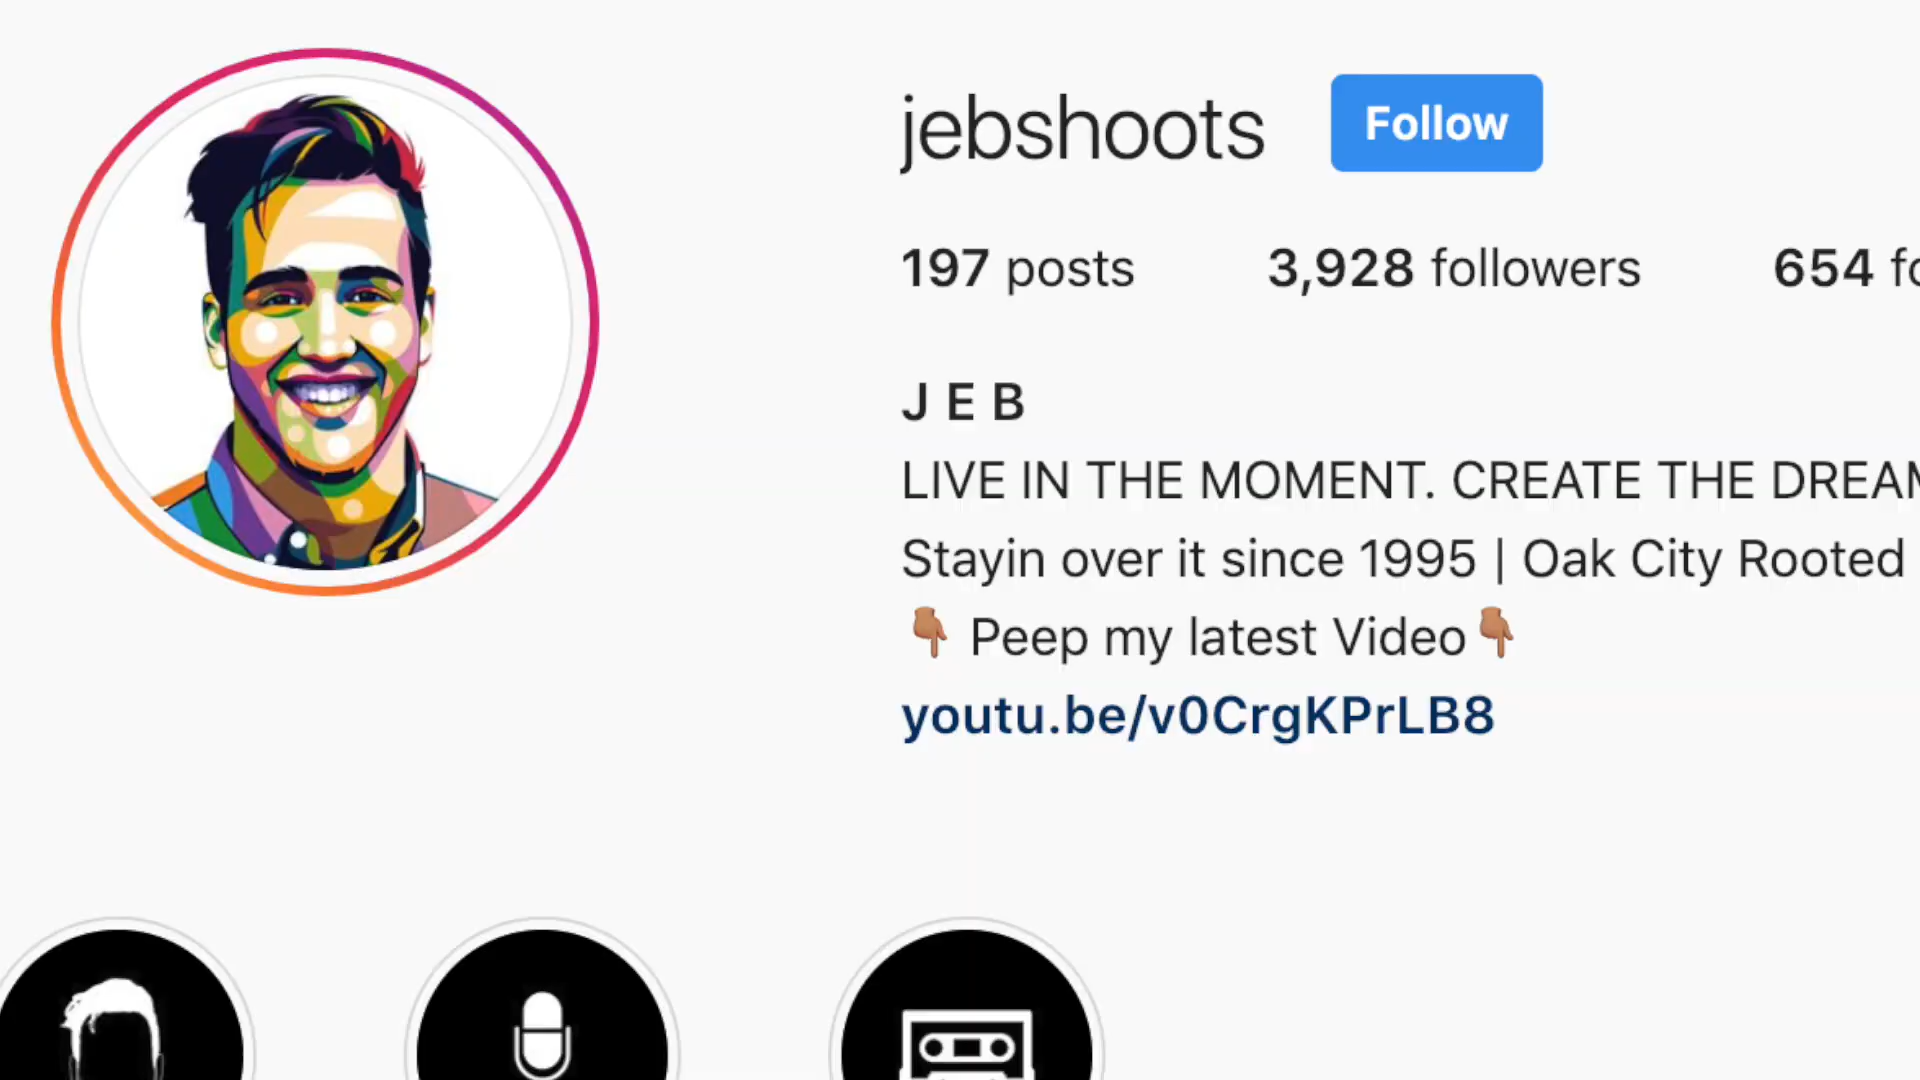 jebshoots Follow
197 posts 3,928 followers 654
J E B
LIVE IN THE MOMENT. CREATE THE DREAM
Stayin over it since 1995 | Oak City Rooted
👇🏽 Peep my latest Video👇🏽
youtu.be/v0CrgKPrLB8